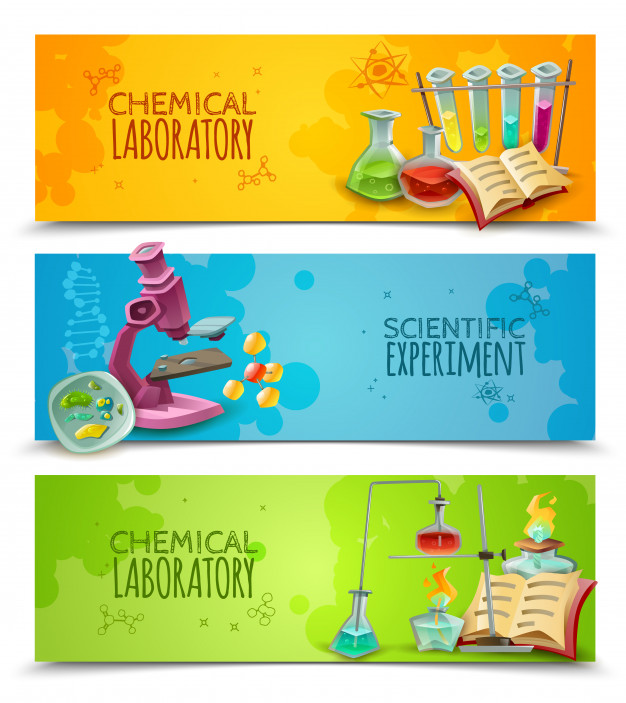 CHEMICAL
LABORATORY
SCIENTIFIC
EXPERIMENT
CHEMICAL
LABORATORY